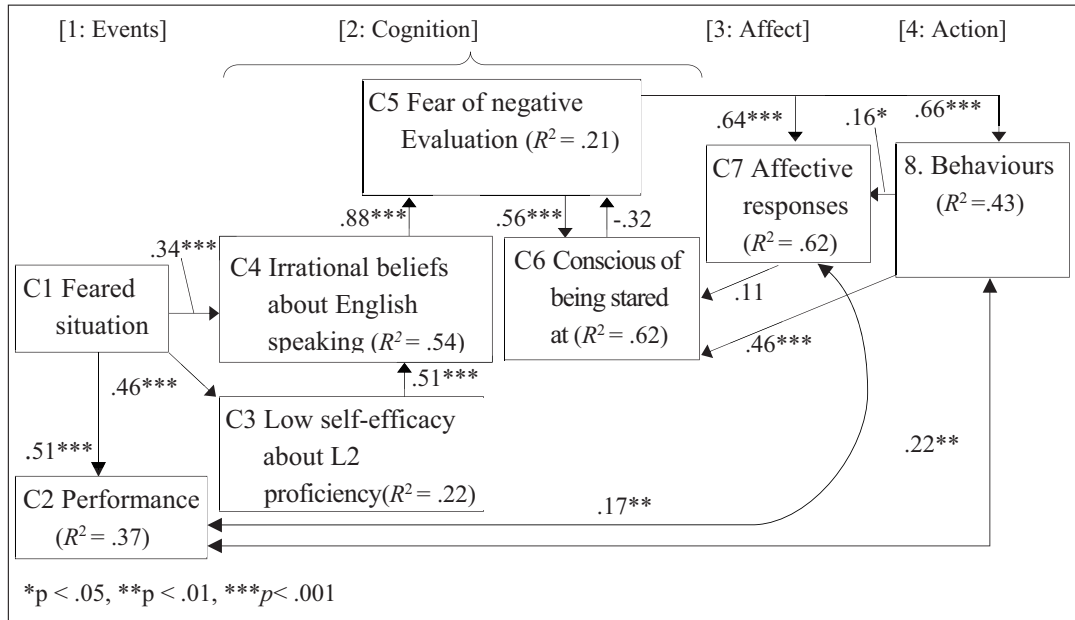 [1: Events] [2: Cognition] [3: Affect] [4: Action]
C5 Fear of negative
Evaluation (R² = .21)
.64***
.16*
.66***
C7 Affective
responses
(R² = .62)
8. Behaviours
(R² =.43)
.88***
.56***
-.32
.34***
C1 Feared
situation
C4 Irrational beliefs
about English
speaking (R² = .54)
C6 Conscious of
being stared
at (R² = .62)
.11
.46***
.46***
.51***
C3 Low self-efficacy
about L2
proficiency(R² = .22)
.51***
C2 Performance
(R² = .37)
.17**
.22**
*p < .05, **p < .01, ***p< .001